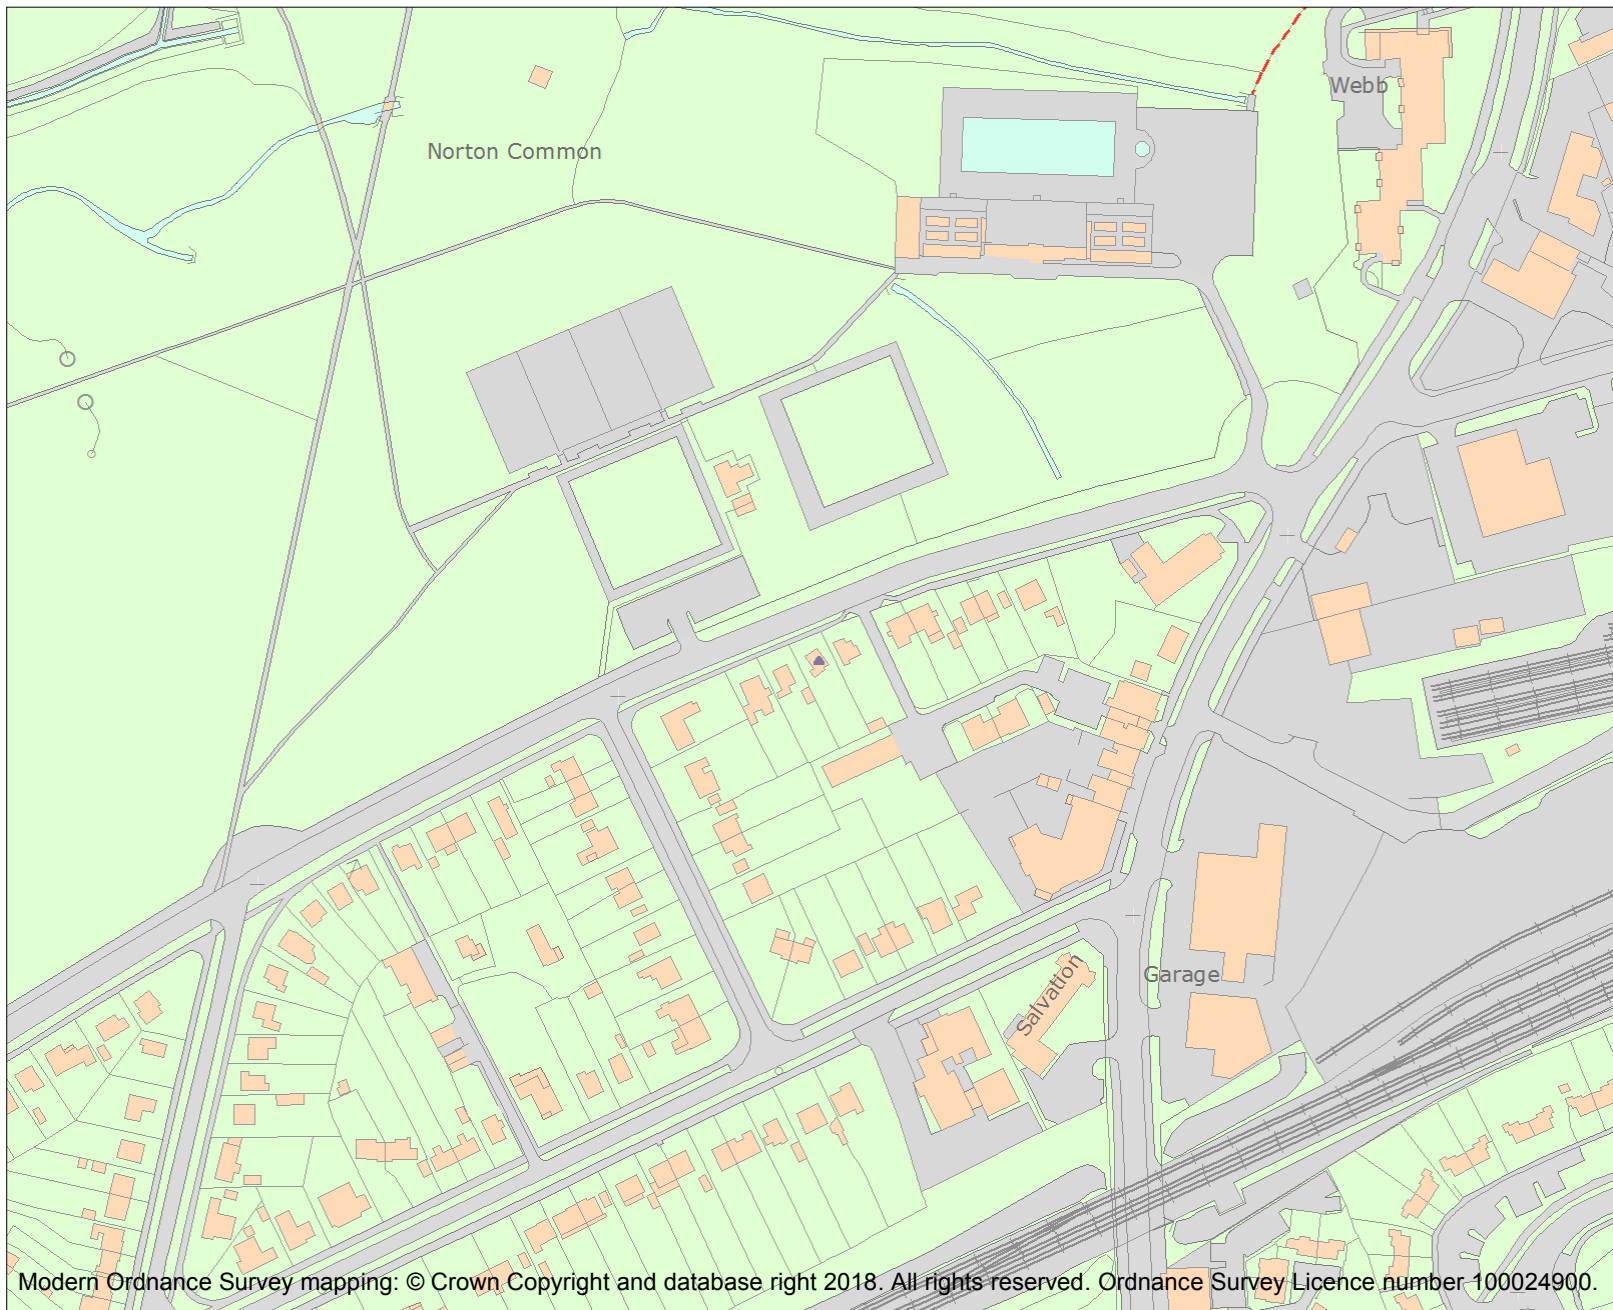 Webb
Norton Common
Salvation
Garage
Modern Ordnance Survey mapping: © Crown Copyright and database right 2018. All rights reserved. Ordnance Survey Licence number 100024900.